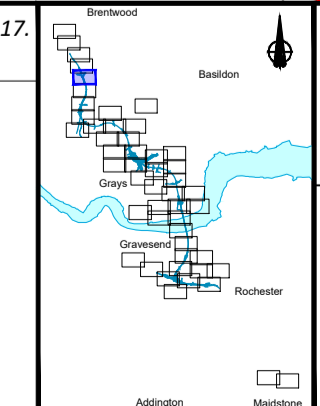 17.
Brentwood
Basildon
Grays
Gravesend
Rochester
Addington
Maidstone